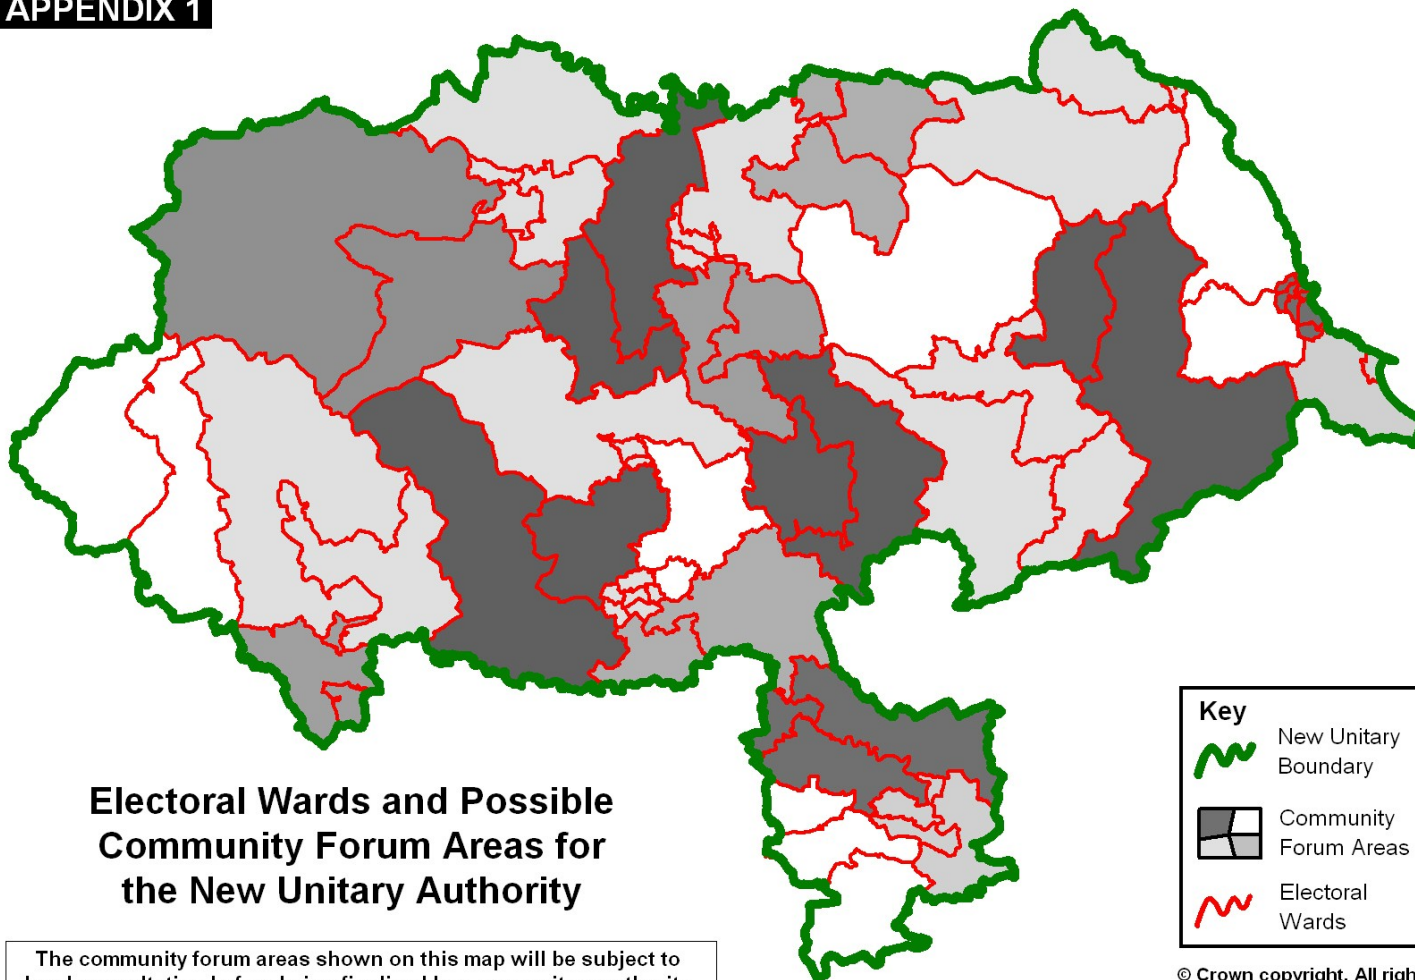 APPENDIX 1
Electoral Wards and Possible
Community Forum Areas for
the New Unitary Authority
The community forum areas shown on this map will be subject to
Key
New Unitary
Boundary
Community
Forum Areas
Electoral
Wards
© Crown copyright. All